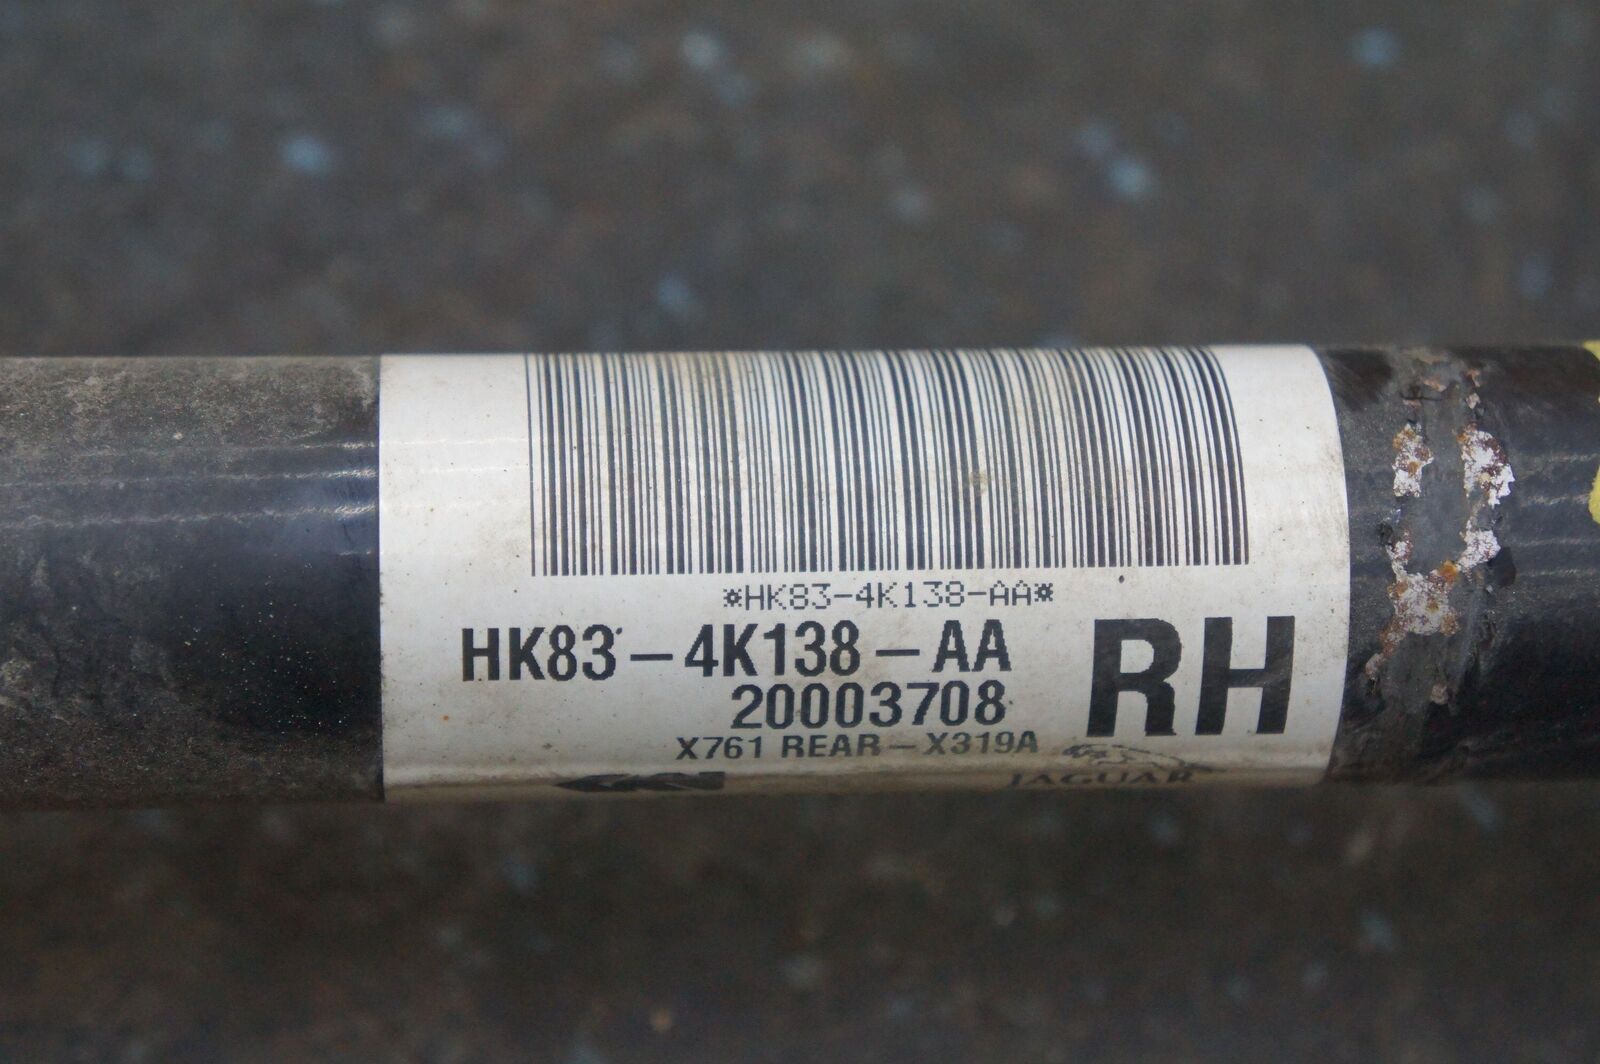 *HK83-4K138-AA*
HK83-4K138-AA
RH
20003708
X761 REAR-X319A
JAGUAR